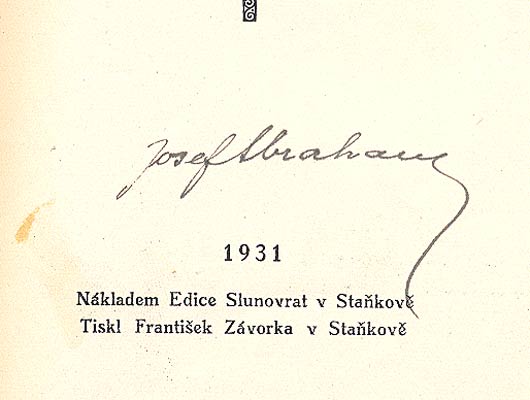 Josef Abraham
1931
Nákladem Edice Slunovrat v Staňkově
Tiskl František Závorka v Staňkově